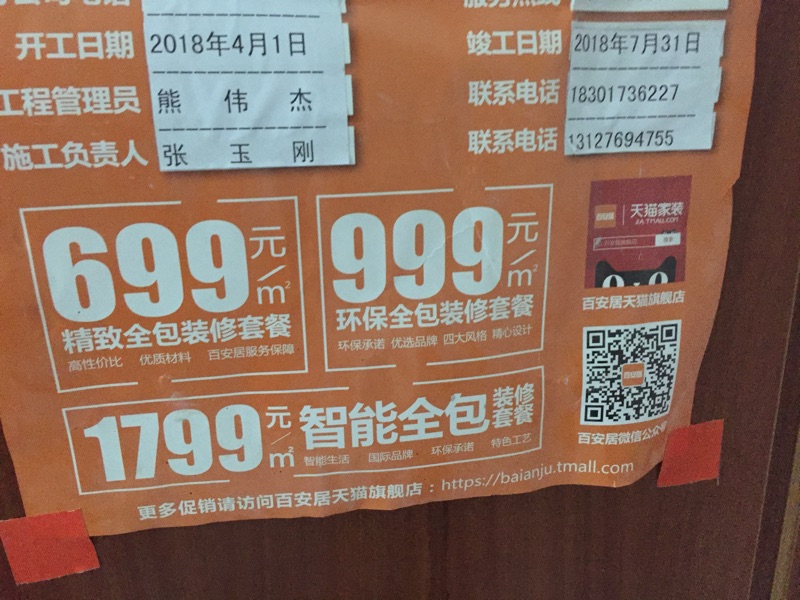 开工日期 2018年4月1日 竣工日期 2018年7月31日
工程管理员 熊伟杰 联系电话 18301736227
施工负责人 张玉刚 联系电话 13127694755
699元/㎡
精致全包装修套餐
高性价比 优质材料 百安居服务保障
999元/㎡
环保全包装修套餐
环保承诺 优选品牌 四大风格 精心设计
1799元/㎡ 智能全包装修套餐
智能生活 国际品牌 环保承诺 特色工艺
百安居 天猫家装
百安居天猫旗舰店
百安居
百安居微信公众号
更多促销请访问百安居天猫旗舰店：https://baianju.tmall.com